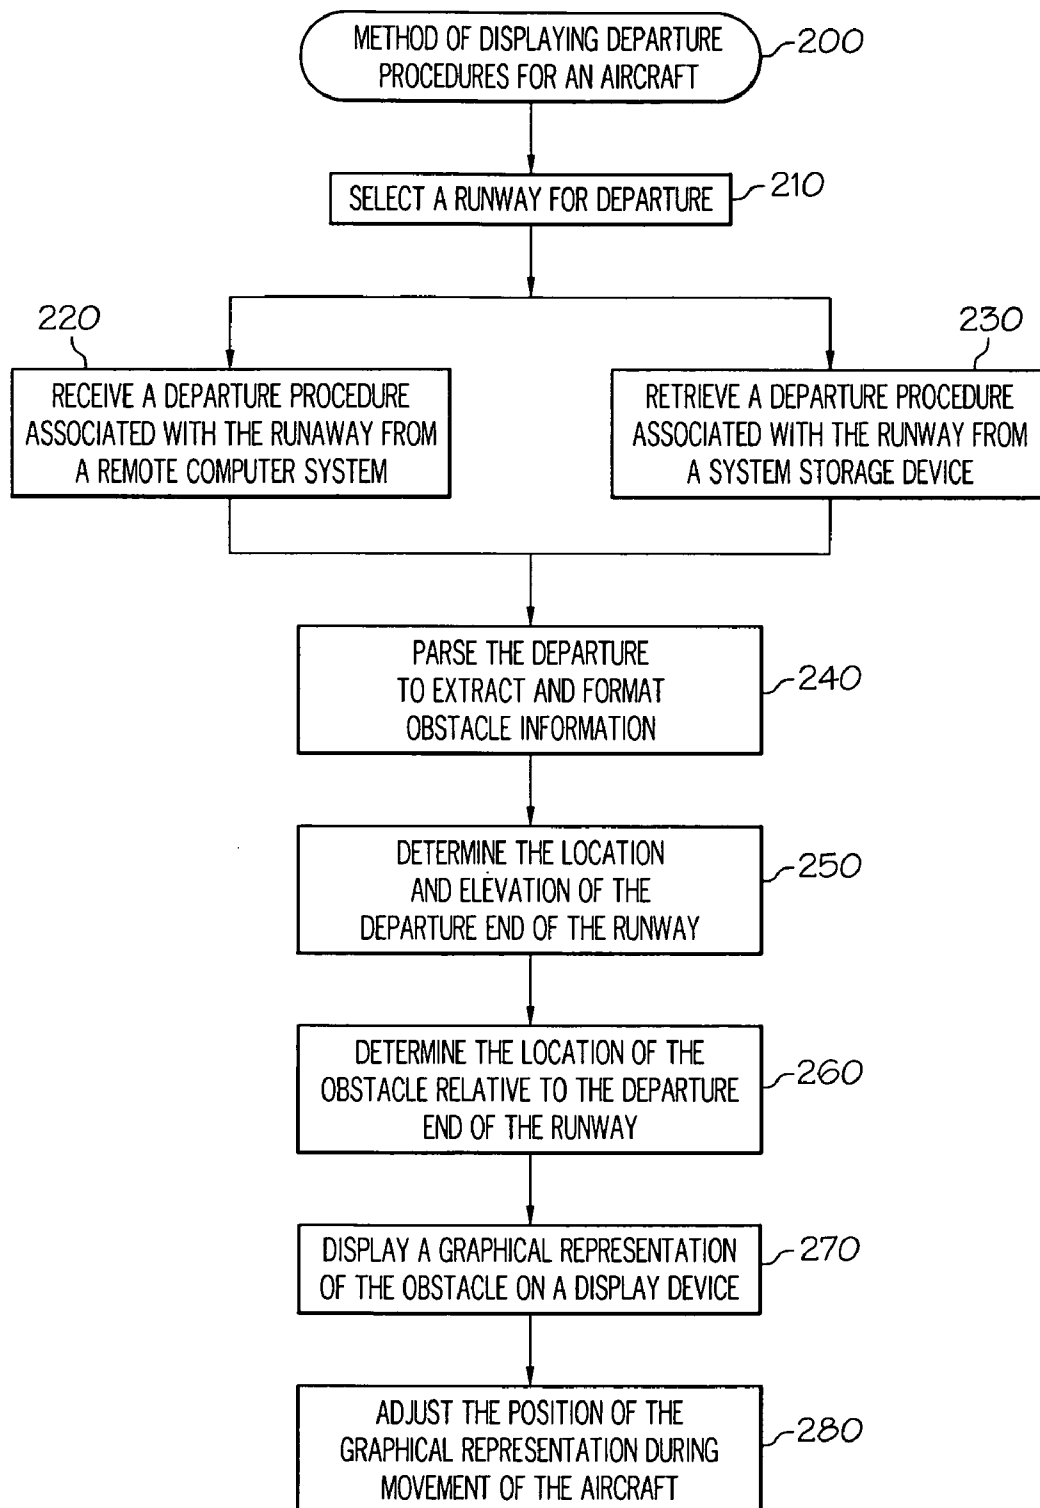 METHOD OF DISPLAYING DEPARTURE
PROCEDURES FOR AN AIRCRAFT
200
SELECT A RUNWAY FOR DEPARTURE
210
220
RECEIVE A DEPARTURE PROCEDURE
ASSOCIATED WITH THE RUNAWAY FROM
A REMOTE COMPUTER SYSTEM
230
RETRIEVE A DEPARTURE PROCEDURE
ASSOCIATED WITH THE RUNWAY FROM
A SYSTEM STORAGE DEVICE
PARSE THE DEPARTURE
TO EXTRACT AND FORMAT
OBSTACLE INFORMATION
240
DETERMINE THE LOCATION
AND ELEVATION OF THE
DEPARTURE END OF THE RUNWAY
250
DETERMINE THE LOCATION OF THE
OBSTACLE RELATIVE TO THE DEPARTURE
END OF THE RUNWAY
260
DISPLAY A GRAPHICAL REPRESENTATION
OF THE OBSTACLE ON A DISPLAY DEVICE
270
ADJUST THE POSITION OF THE
GRAPHICAL REPRESENTATION DURING
MOVEMENT OF THE AIRCRAFT
280